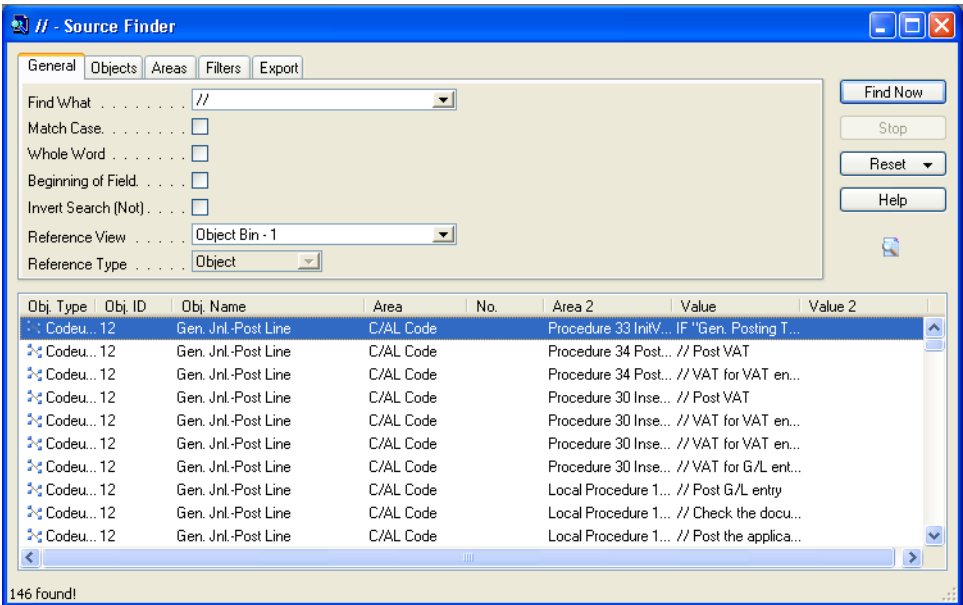 // - Source Finder
General Objects Areas Filters Export
Find What . . . . . . . . // Find Now
Match Case. . . . . . . . Stop
Whole Word . . . . . . .
Beginning of Field. . . . . Reset
Invert Search (Not) . . . . Help
Reference View . . . . . Object Bin - 1
Reference Type . . . . . Object
Obj. Type Obj. ID Obj. Name Area No. Area 2 Value Value 2
Codeu... 12 Gen. Jnl.-Post Line C/AL Code Procedure 33 InitV... IF "Gen. Posting T...
Codeu... 12 Gen. Jnl.-Post Line C/AL Code Procedure 34 Post... // Post VAT
Codeu... 12 Gen. Jnl.-Post Line C/AL Code Procedure 34 Post... // VAT for VAT en...
Codeu... 12 Gen. Jnl.-Post Line C/AL Code Procedure 30 Inse... // Post VAT
Codeu... 12 Gen. Jnl.-Post Line C/AL Code Procedure 30 Inse... // VAT for VAT en...
Codeu... 12 Gen. Jnl.-Post Line C/AL Code Procedure 30 Inse... // VAT for VAT en...
Codeu... 12 Gen. Jnl.-Post Line C/AL Code Procedure 30 Inse... // VAT for G/L ent...
Codeu... 12 Gen. Jnl.-Post Line C/AL Code Local Procedure 1... // Post G/L entry
Codeu... 12 Gen. Jnl.-Post Line C/AL Code Local Procedure 1... // Check the docu...
Codeu... 12 Gen. Jnl.-Post Line C/AL Code Local Procedure 1... // Post the applica...
146 found!